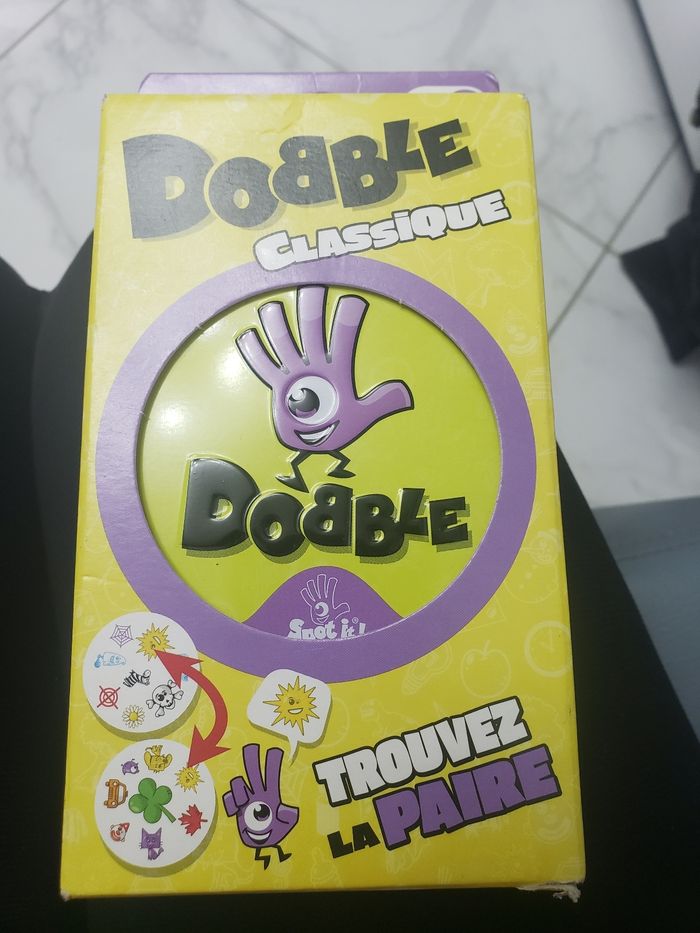 DOBBLE
CLASSIQUE
DOBBLE
Spot it!
TROUVEZ
LA PAIRE